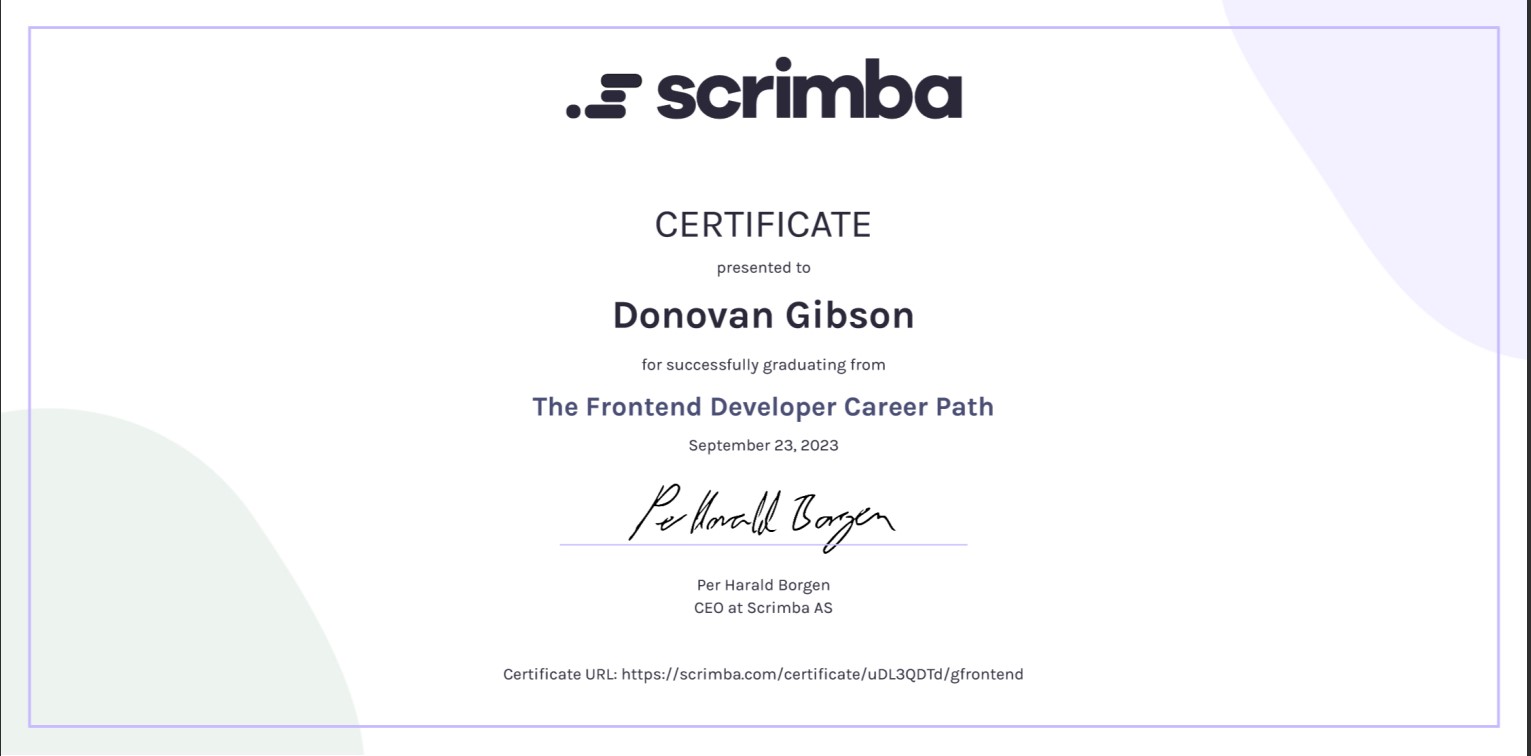 scrimba
CERTIFICATE
presented to
Donovan Gibson
for successfully graduating from
The Frontend Developer Career Path
September 23, 2023
Per Harald Borgen
Per Harald Borgen
CEO at Scrimba AS
Certificate URL: https://scrimba.com/certificate/uDL3QDTd/gfrontend